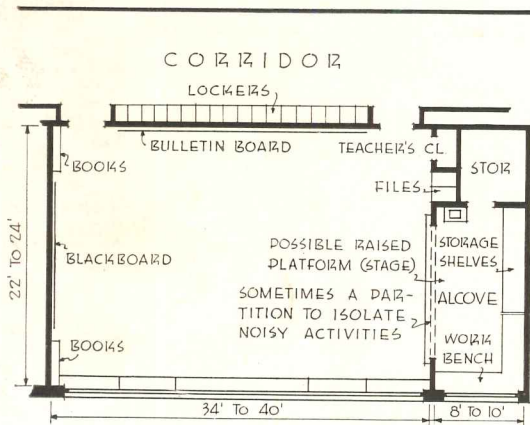 CORRIDOR
LOCKERS
BULLETIN BOARD
TEACHER'S CL
STOR
BOOKS
FILES
22' TO 24'
BLACKBOARD
POSSIBLE RAISED
PLATFORM (STAGE)
STORAGE
SHELVES
SOMETIMES A PAR-
TITION TO ISOLATE
NOISY ACTIVITIES
ALCOVE
BOOKS
WORK
BENCH
34' TO 40'
8' TO 10'